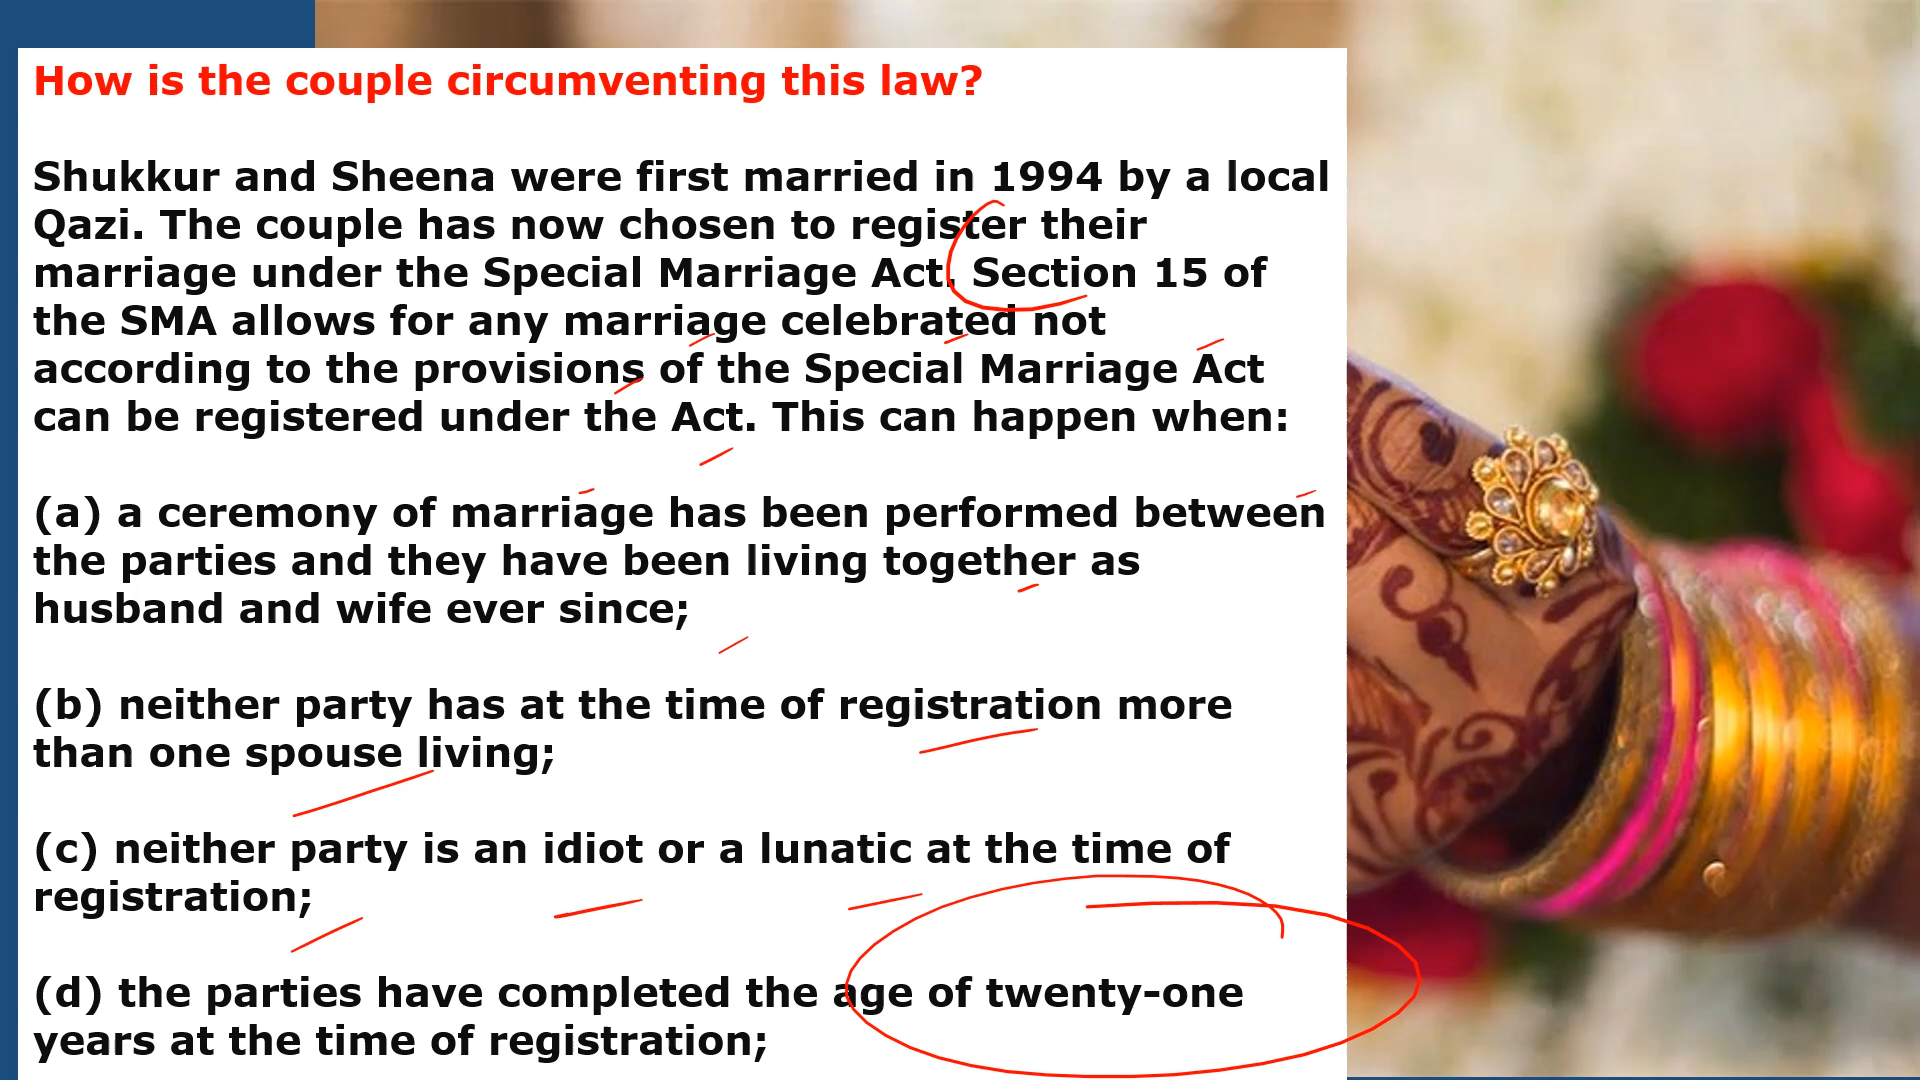 How is the couple circumventing this law?
Shukkur and Sheena were first married in 1994 by a local
Qazi. The couple has now chosen to register their
marriage under the Special Marriage Act. Section 15 of
the SMA allows for any marriage celebrated not
according to the provisions of the Special Marriage Act
can be registered under the Act. This can happen when:
(a) a ceremony of marriage has been performed between
the parties and they have been living together as
husband and wife ever since;
(b) neither party has at the time of registration more
than one spouse living;
(c) neither party is an idiot or a lunatic at the time of
registration;
(d) the parties have completed the age of twenty-one
years at the time of registration;